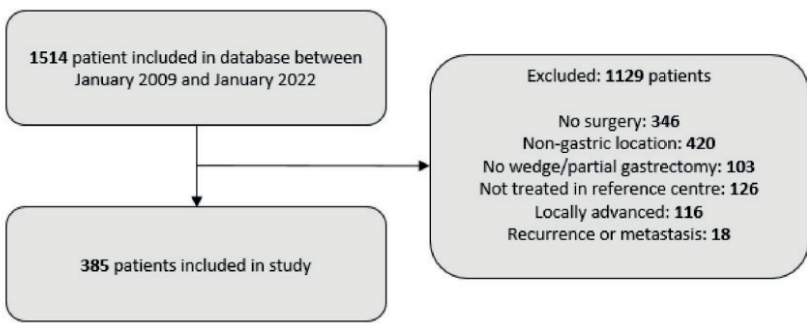 1514 patient included in database between
January 2009 and January 2022
Excluded: 1129 patients
No surgery: 346
Non-gastric location: 420
No wedge/partial gastrectomy: 103
Not treated in reference centre: 126
Locally advanced: 116
Recurrence or metastasis: 18
385 patients included in study